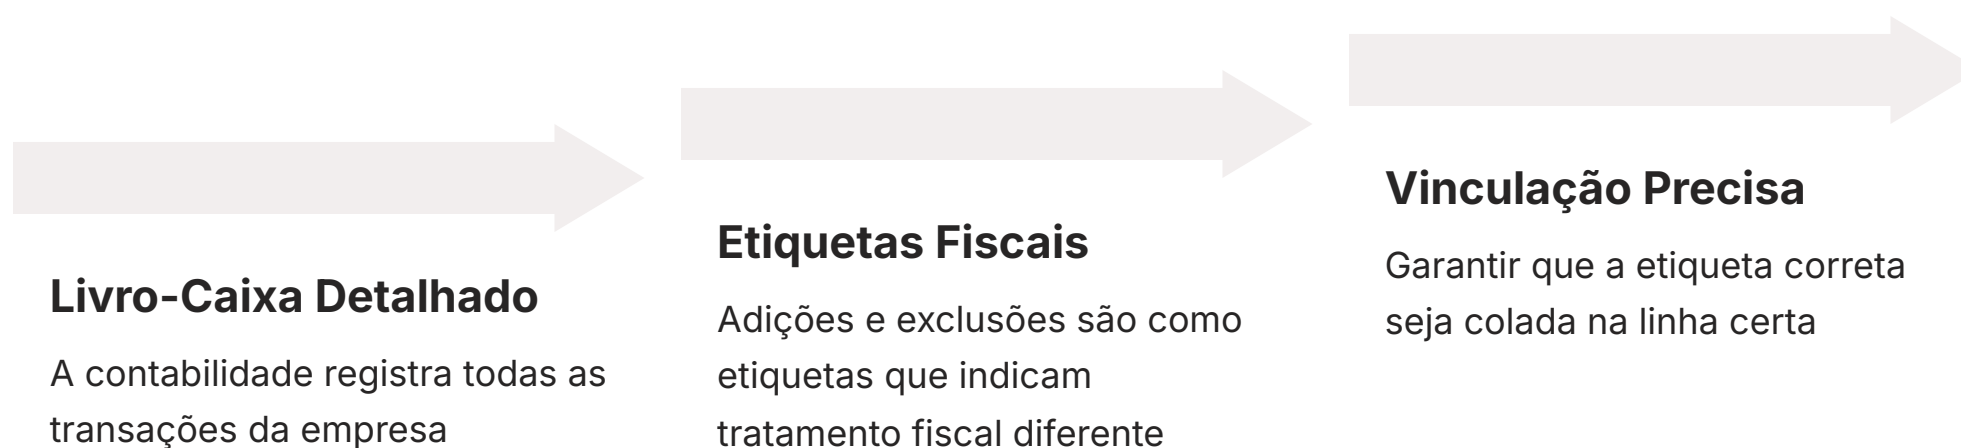 Livro-Caixa Detalhado
A contabilidade registra todas as
transações da empresa
Etiquetas Fiscais
Adições e exclusões são como
etiquetas que indicam
tratamento fiscal diferente
Vinculação Precisa
Garantir que a etiqueta correta
seja colada na linha certa